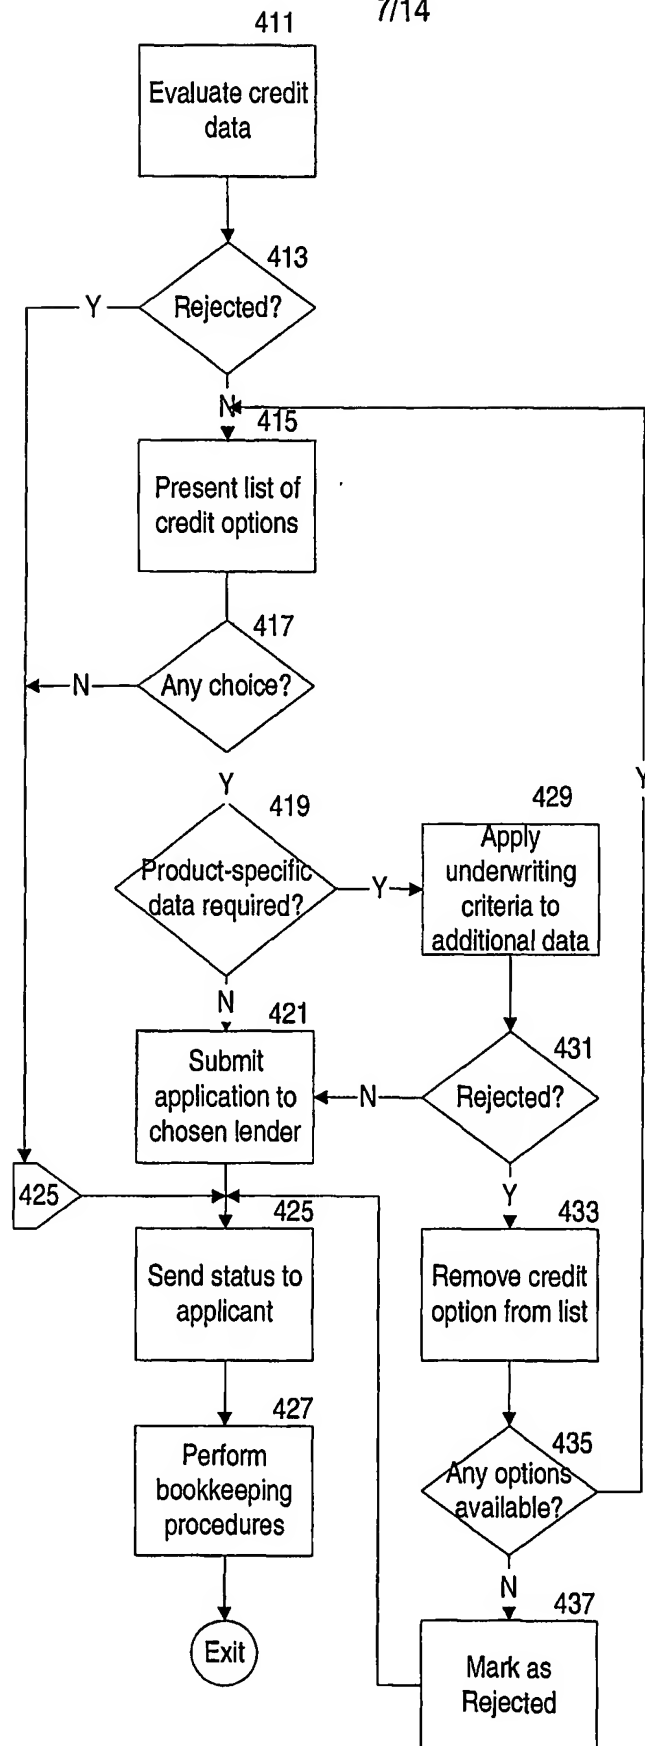 7/14
411
Evaluate credit
data
413
Rejected?
Y
N
415
Present list of
credit options
417
Any choice?
N
Y
419
Product-specific
data required?
Y
429
Apply
underwriting
criteria to
additional data
N
421
Submit
application to
chosen lender
431
Rejected?
N
Y
425
425
Send status to
applicant
433
Remove credit
option from list
427
Perform
bookkeeping
procedures
435
Any options
available?
Y
N
Exit
437
Mark as
Rejected